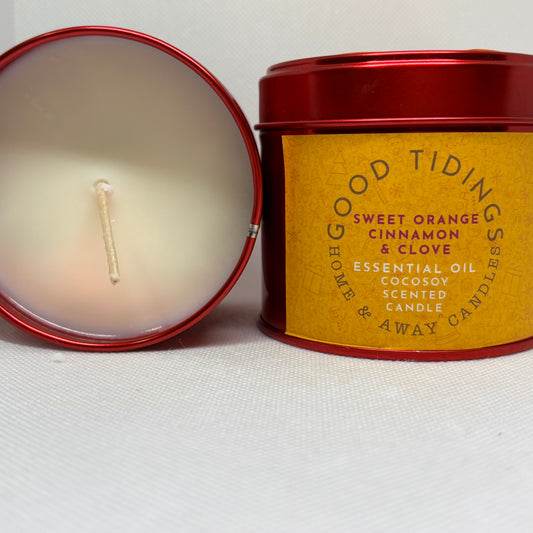 GOOD TIDINGS
SWEET ORANGE
CINNAMON
& CLOVE
ESSENTIAL OIL
COCOSOY
SCENTED
CANDLE
HOME & AWAY CANDLES